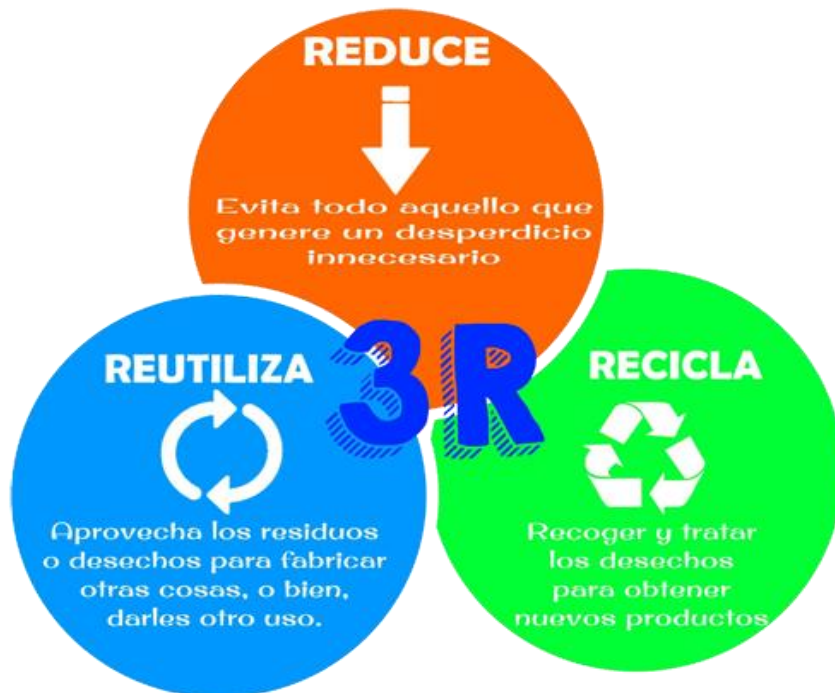 REDUCE
Evita todo aquello que
genere un desperdicio
innecesario
3R
REUTILIZA
Aprovecha los residuos
o desechos para fabricar
otras cosas, o bien,
darles otro uso.
RECICLA
Recoger y tratar
los desechos
para obtener
nuevos productos